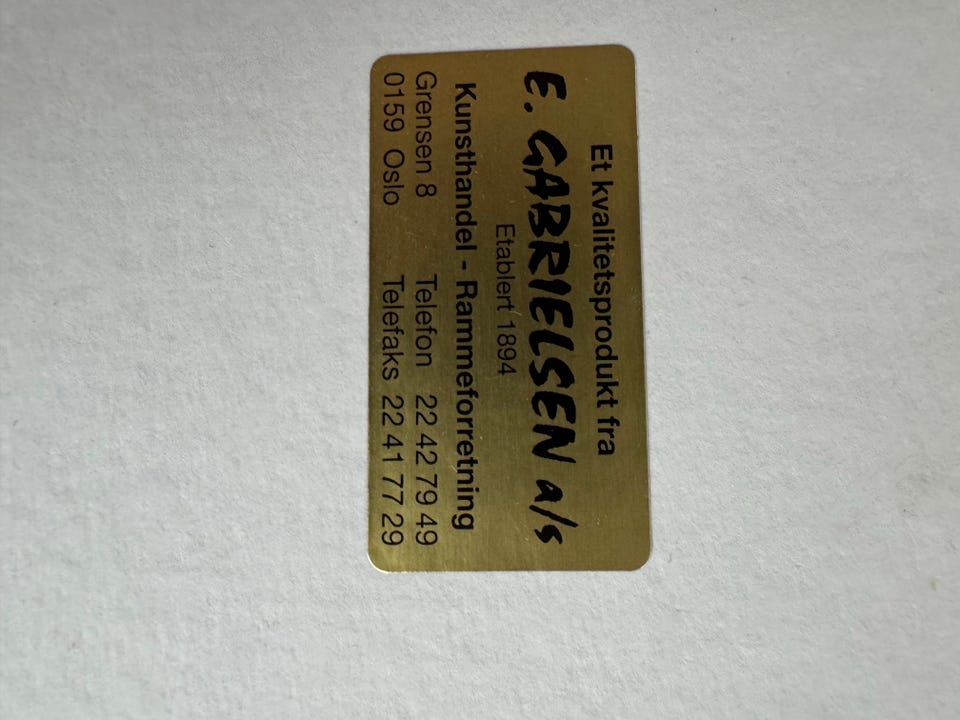 Et kvalitetsprodukt fra
E. GABRIELSEN a/s
Etablert 1894
Kunsthandel - Rammeforretning
Grensen 8 Telefon 22 42 79 49
0159 Oslo Telefaks 22 41 77 29